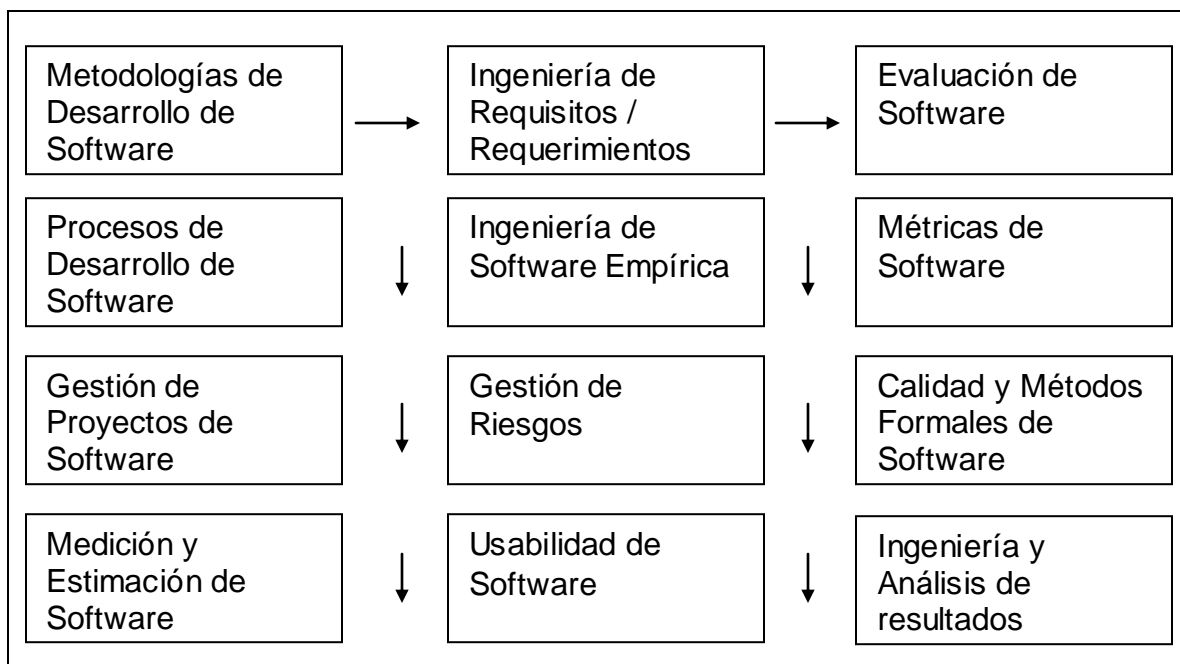 Metodologías de
Desarrollo de
Software
Ingeniería de
Requisitos /
Requerimientos
Evaluación de
Software
Procesos de
Desarrollo de
Software
Ingeniería de
Software Empírica
Métricas de
Software
Gestión de
Proyectos de
Software
Gestión de
Riesgos
Calidad y Métodos
Formales de
Software
Medición y
Estimación de
Software
Usabilidad de
Software
Ingeniería y
Análisis de
resultados